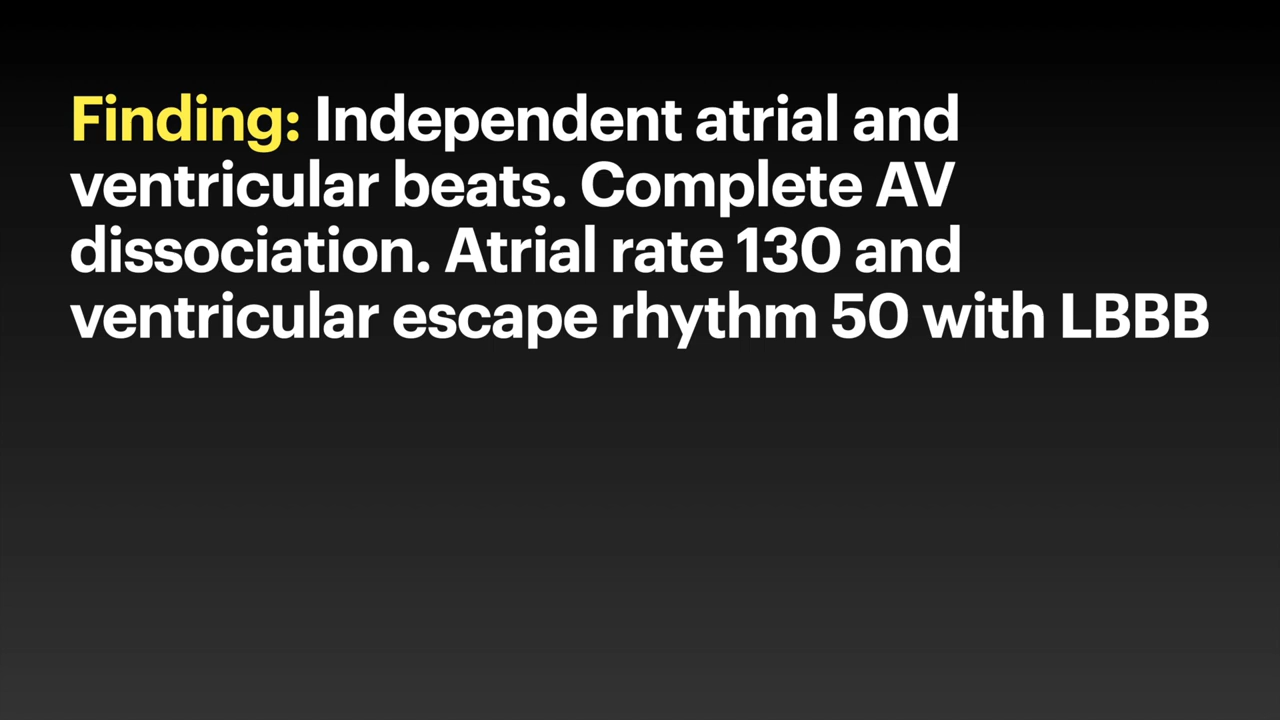 Finding: Independent atrial and
ventricular beats. Complete AV
dissociation. Atrial rate 130 and
ventricular escape rhythm 50 with LBBB